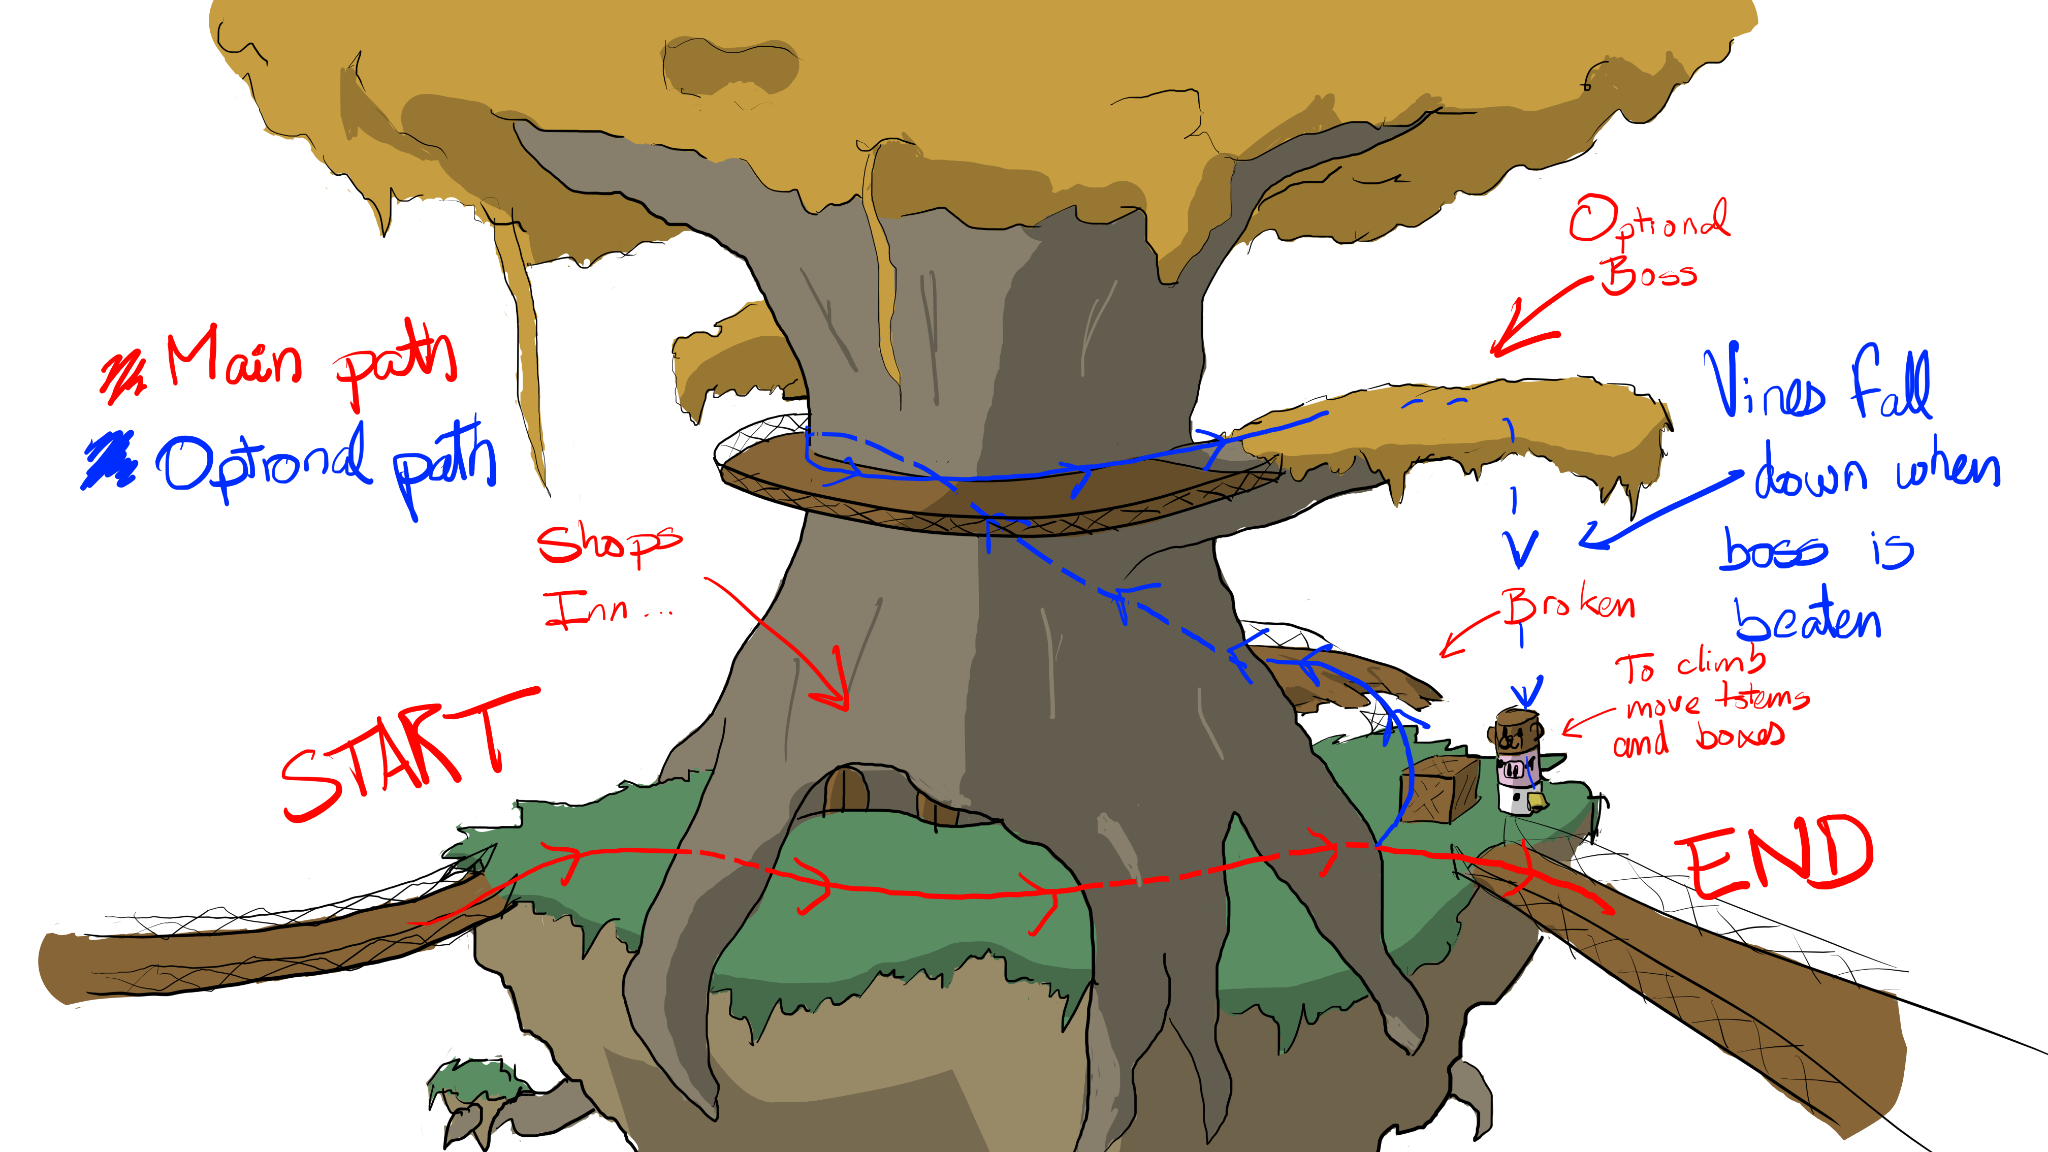 Main path
Optional path
START
Shops
Inn...
Optional
Boss
Vines fall
down when
boss is
beaten
Broken
To climb
move totems
and boxes
END